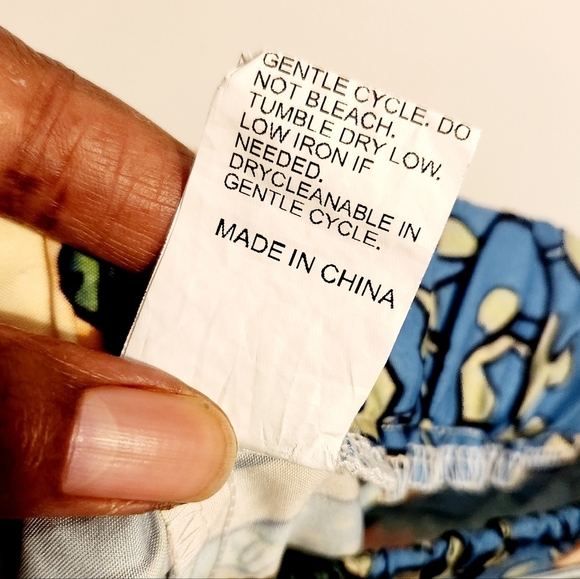 GENTLE CYCLE. DO
NOT BLEACH.
TUMBLE DRY LOW.
LOW IRON IF
NEEDED.
DRYCLEANABLE IN
GENTLE CYCLE.
MADE IN CHINA